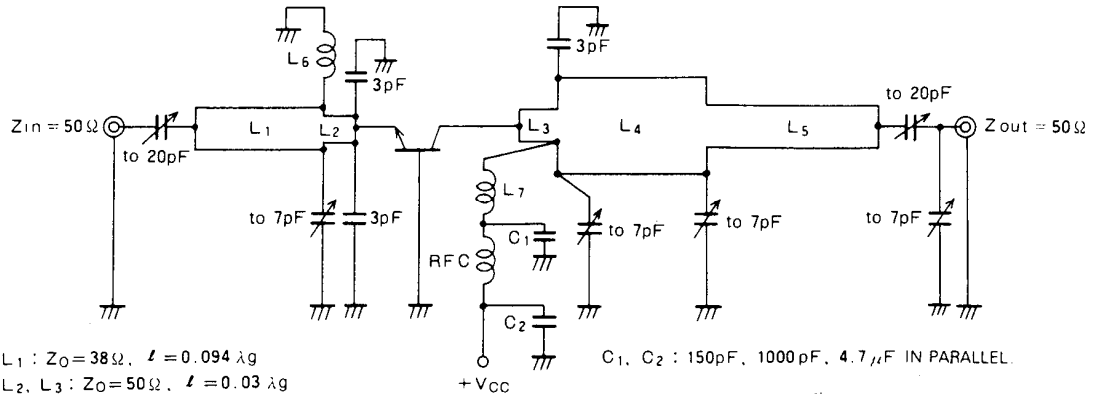 L6
3pF
3pF
Zin = 50Ω
to 20pF
L1
L2
L3
L4
L5
to 20pF
Zout = 50Ω
to 7pF
3pF
L7
C1
to 7pF
to 7pF
to 7pF
RFC
C2
+VCC
L1 : ZO = 38Ω, l = 0.094 λg
L2, L3 : ZO = 50Ω, l = 0.03 λg
C1, C2 : 150pF, 1000pF, 4.7μF IN PARALLEL.